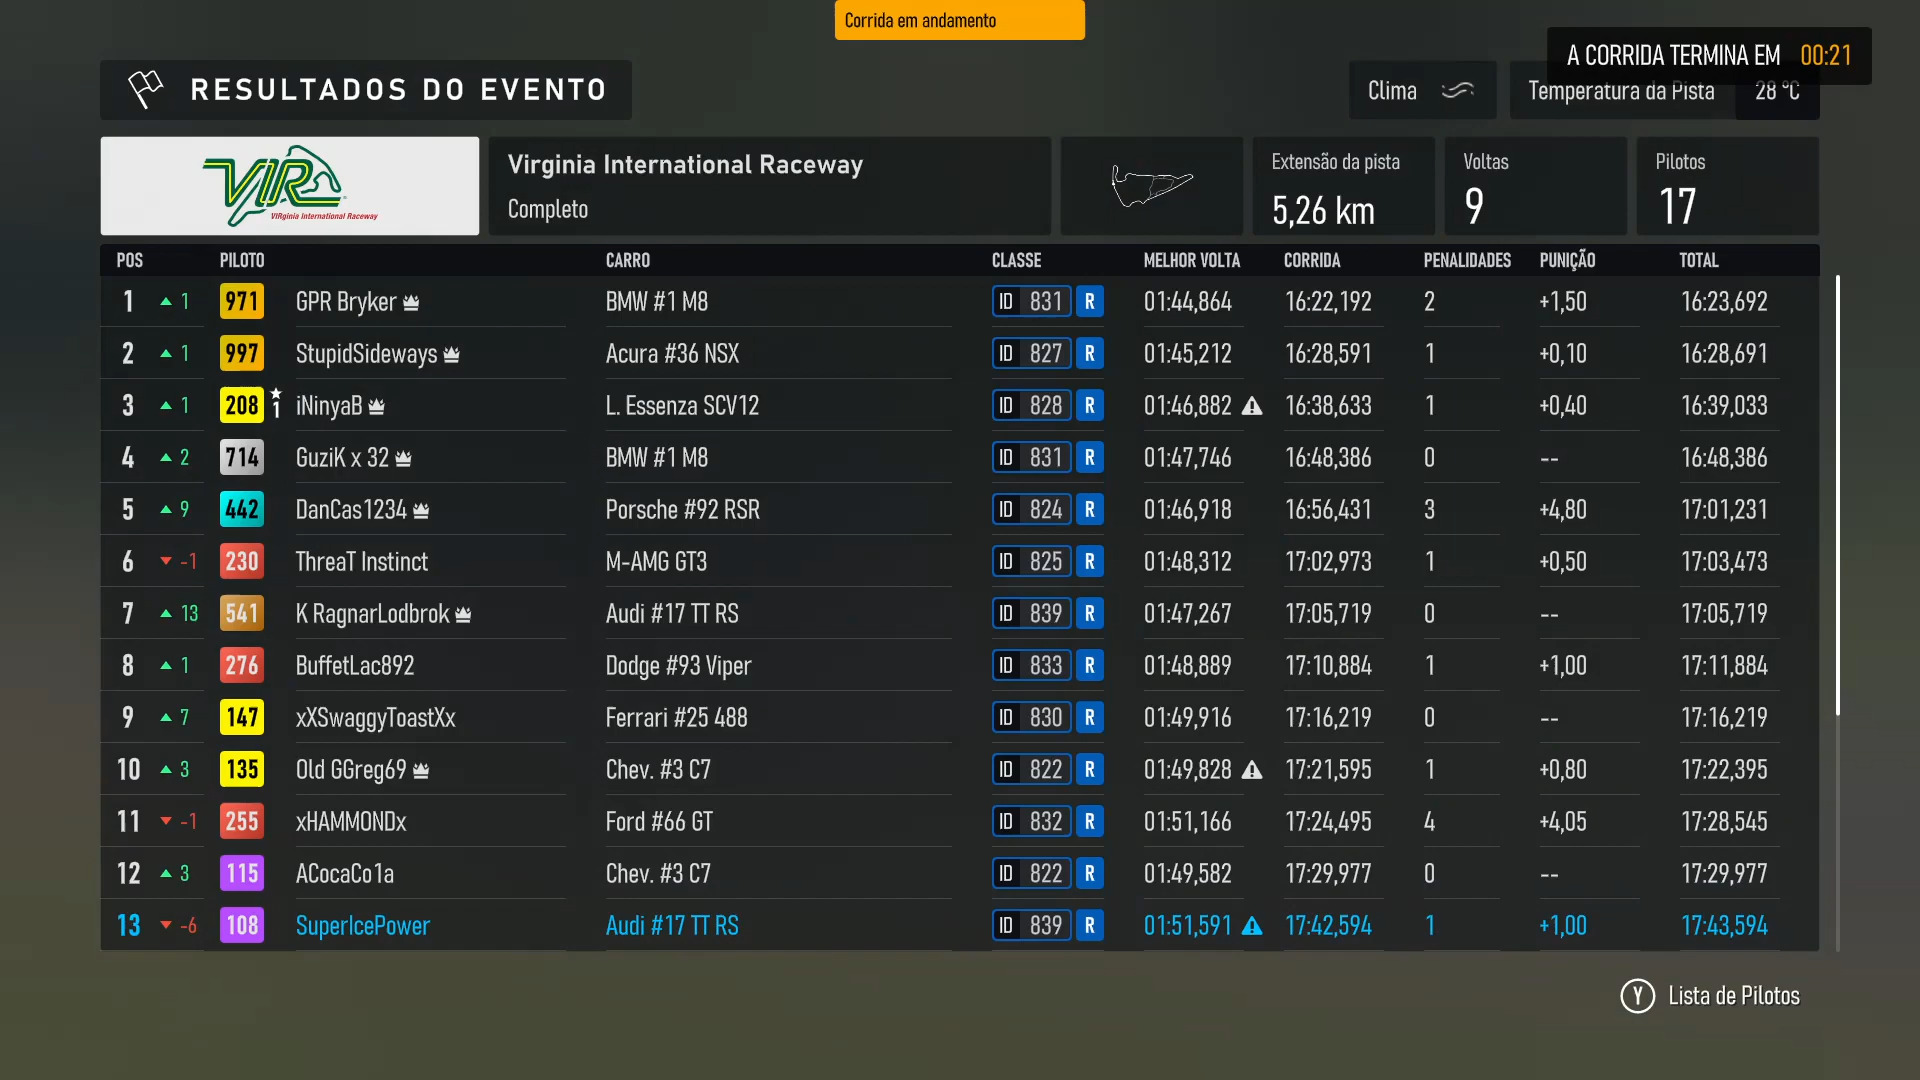 Corrida em andamento
A CORRIDA TERMINA EM 00:21
RESULTADOS DO EVENTO
Clima
Temperatura da Pista 28 ºC
VIR
VIRginia International Raceway
Virginia International Raceway
Completo
Extensão da pista
5,26 km
Voltas
9
Pilotos
17
POS PILOTO CARRO CLASSE MELHOR VOLTA CORRIDA PENALIDADES PUNIÇÃO TOTAL
1 1 971 GPR Bryker BMW #1 M8 ID 831 R 01:44,864 16:22,192 2 +1,50 16:23,692
2 1 997 StupidSideways Acura #36 NSX ID 827 R 01:45,212 16:28,591 1 +0,10 16:28,691
3 1 208 1 iNinyaB L. Essenza SCV12 ID 828 R 01:46,882 16:38,633 1 +0,40 16:39,033
4 2 714 GuziK x 32 BMW #1 M8 ID 831 R 01:47,746 16:48,386 0 -- 16:48,386
5 9 442 DanCas1234 Porsche #92 RSR ID 824 R 01:46,918 16:56,431 3 +4,80 17:01,231
6 -1 230 ThreaT Instinct M-AMG GT3 ID 825 R 01:48,312 17:02,973 1 +0,50 17:03,473
7 13 541 K RagnarLodbrok Audi #17 TT RS ID 839 R 01:47,267 17:05,719 0 -- 17:05,719
8 1 276 BuffetLac892 Dodge #93 Viper ID 833 R 01:48,889 17:10,884 1 +1,00 17:11,884
9 7 147 xXSwaggyToastXx Ferrari #25 488 ID 830 R 01:49,916 17:16,219 0 -- 17:16,219
10 3 135 Old GGreg69 Chev. #3 C7 ID 822 R 01:49,828 17:21,595 1 +0,80 17:22,395
11 -1 255 xHAMMONDx Ford #66 GT ID 832 R 01:51,166 17:24,495 4 +4,05 17:28,545
12 3 115 ACocaCo1a Chev. #3 C7 ID 822 R 01:49,582 17:29,977 0 -- 17:29,977
13 -6 108 SuperIcePower Audi #17 TT RS ID 839 R 01:51,591 17:42,594 1 +1,00 17:43,594
Y Lista de Pilotos